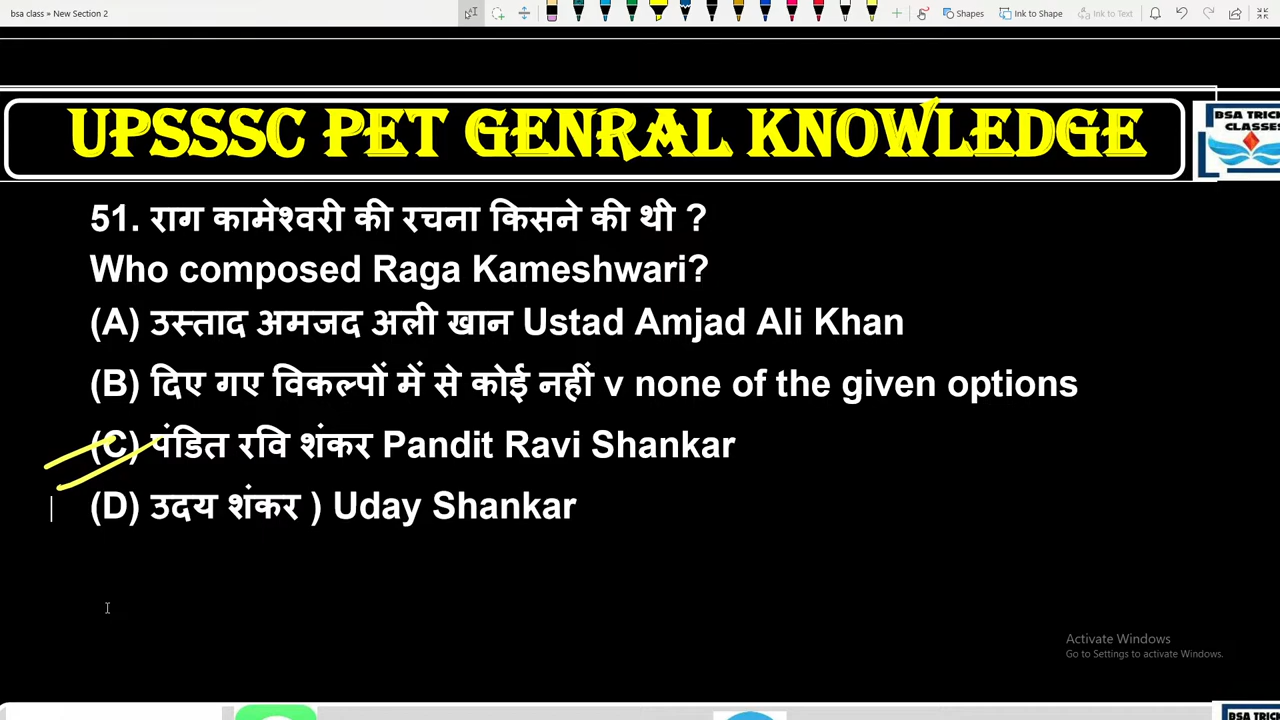 bsa class » New Section 2
Shapes
Ink to Shape
Ink to Text
UPSSSC PET GENRAL KNOWLEDGE
BSA TRICK
CLASSES
51. राग कामेश्वरी की रचना किसने की थी ?
Who composed Raga Kameshwari?
(A) उस्ताद अमजद अली खान Ustad Amjad Ali Khan
(B) दिए गए विकल्पों में से कोई नहीं v none of the given options
(C) पंडित रवि शंकर Pandit Ravi Shankar
(D) उदय शंकर ) Uday Shankar
Activate Windows
Go to Settings to activate Windows.
BSA TRICK